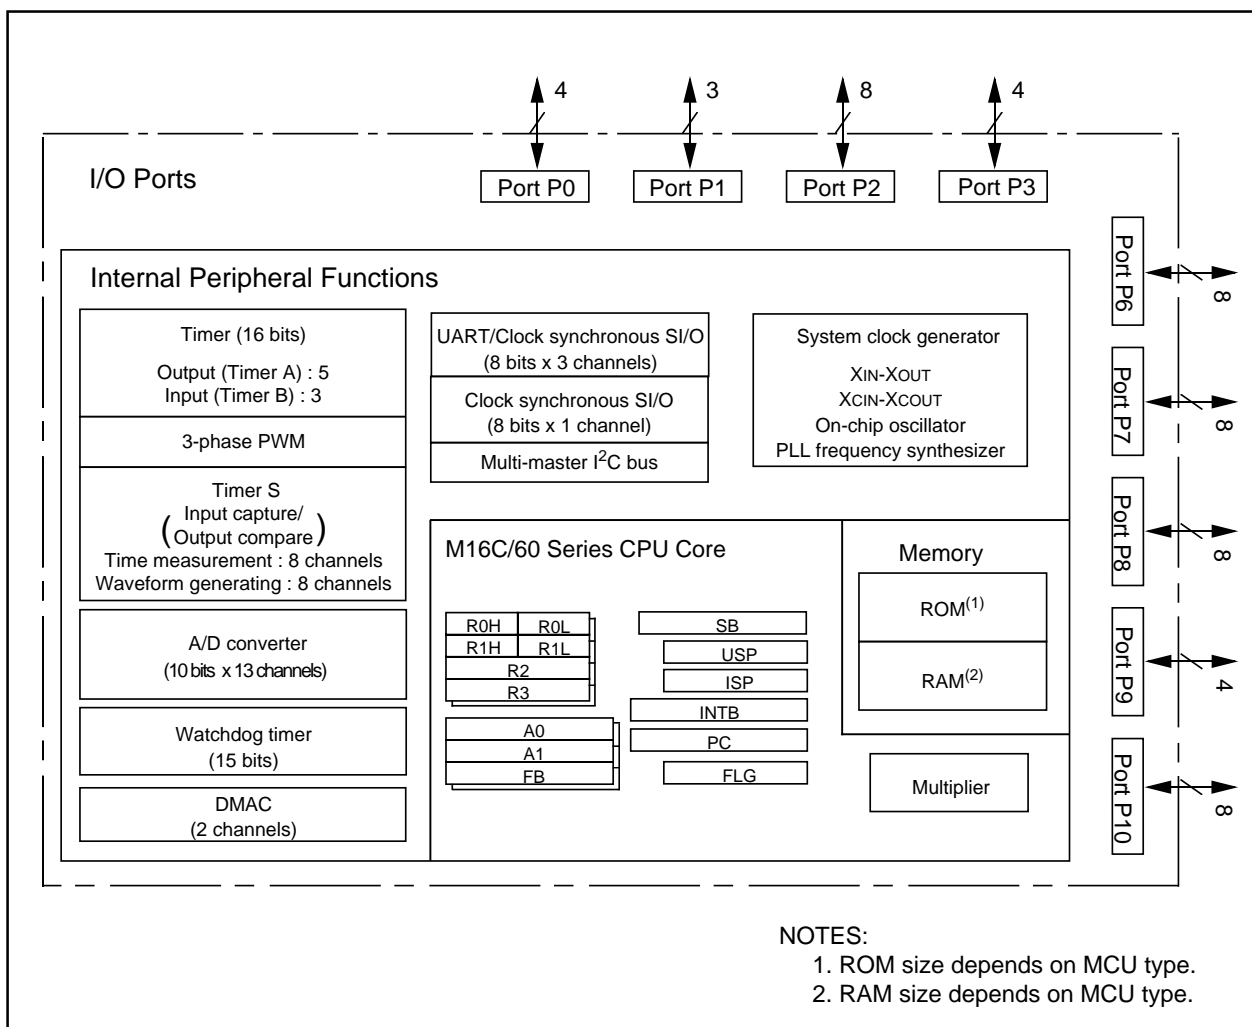 4
3
8
4
I/O Ports
Port P0
Port P1
Port P2
Port P3
Port P6
8
Port P7
8
Port P8
8
Port P9
4
Port P10
8
Internal Peripheral Functions
Timer (16 bits)
Output (Timer A) : 5
Input (Timer B) : 3
3-phase PWM
Timer S
(Input capture/
Output compare)
Time measurement : 8 channels
Waveform generating : 8 channels
A/D converter
(10 bits x 13 channels)
Watchdog timer
(15 bits)
DMAC
(2 channels)
UART/Clock synchronous SI/O
(8 bits x 3 channels)
Clock synchronous SI/O
(8 bits x 1 channel)
Multi-master I²C bus
System clock generator
XIN-XOUT
XCIN-XCOUT
On-chip oscillator
PLL frequency synthesizer
M16C/60 Series CPU Core
R0H
R0L
R1H
R1L
R2
R3
A0
A1
FB
SB
USP
ISP
INTB
PC
FLG
Memory
ROM(1)
RAM(2)
Multiplier
NOTES:
1. ROM size depends on MCU type.
2. RAM size depends on MCU type.